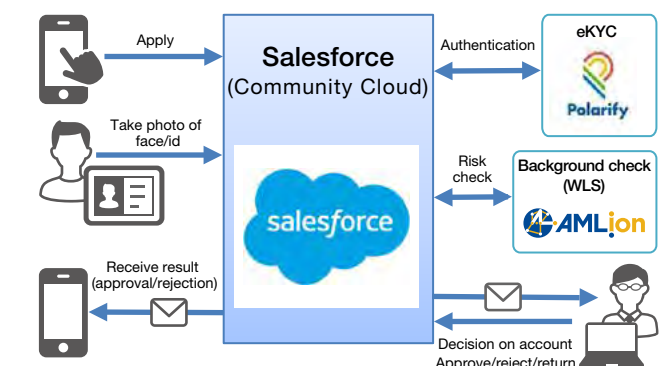 Apply
Salesforce
(Community Cloud)
Authentication
eKYC
Polarify
Take photo of
face/id
salesforce
Risk
check
Background check
(WLS)
AMLion
Receive result
(approval/rejection)
Decision on account
Approve/reject/return